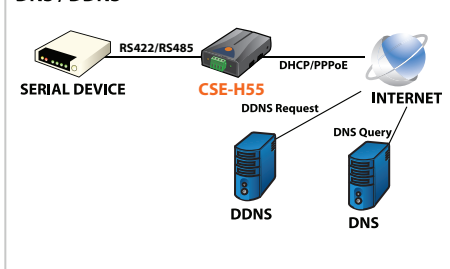 DNS / DDNS
RS422/RS485
DHCP/PPPoE
SERIAL DEVICE
CSE-H55
INTERNET
DDNS Request
DNS Query
DDNS
DNS